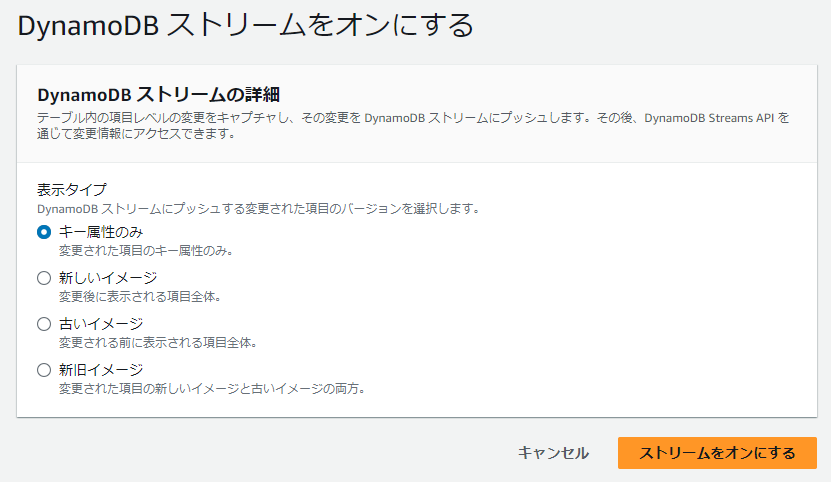 DynamoDB ストリームをオンにする
DynamoDB ストリームの詳細
テーブル内の項目レベルの変更をキャプチャし、その変更を DynamoDB ストリームにプッシュします。その後、DynamoDB Streams API を
通じて変更情報にアクセスできます。
表示タイプ
DynamoDB ストリームにプッシュする変更された項目のバージョンを選択します。
キー属性のみ
変更された項目のキー属性のみ。
新しいイメージ
変更後に表示される項目全体。
古いイメージ
変更される前に表示される項目全体。
新旧イメージ
変更された項目の新しいイメージと古いイメージの両方。
キャンセル
ストリームをオンにする